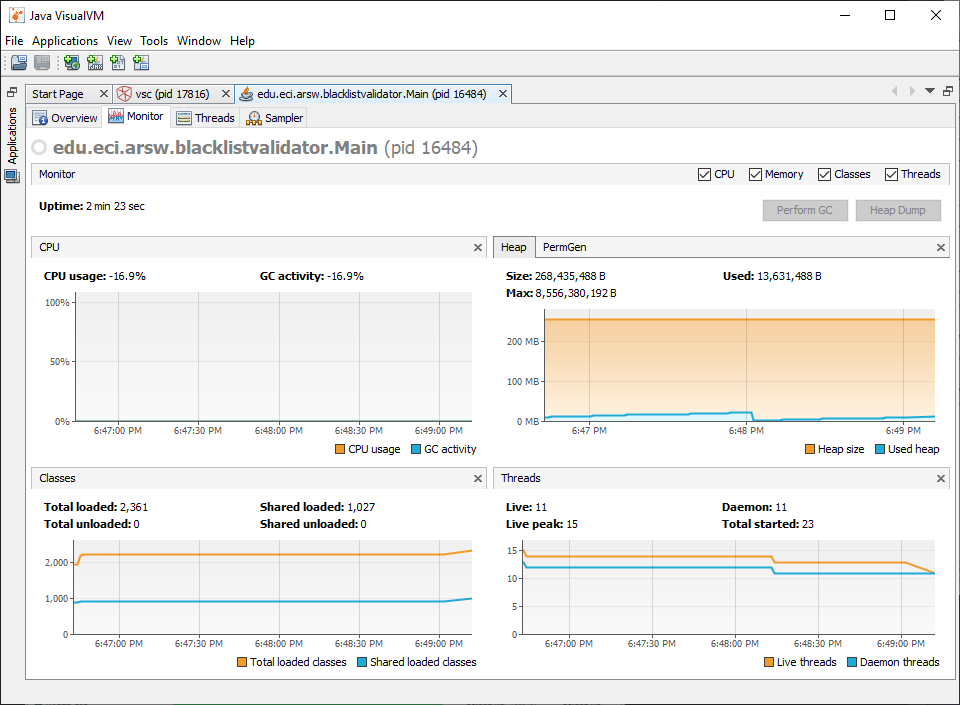 Java VisualVM
File Applications View Tools Window Help
Applications
Start Page vsc (pid 17816) edu.eci.arsw.blacklistvalidator.Main (pid 16484)
Overview Monitor Threads Sampler
edu.eci.arsw.blacklistvalidator.Main (pid 16484)
Monitor CPU Memory Classes Threads
Uptime: 2 min 23 sec
Perform GC Heap Dump
CPU
CPU usage: -16.9% GC activity: -16.9%
100%
50%
0%
6:47:00 PM 6:47:30 PM 6:48:00 PM 6:48:30 PM 6:49:00 PM
CPU usage GC activity
Heap PermGen
Size: 268,435,488 B Used: 13,631,488 B
Max: 8,556,380,192 B
200 MB
100 MB
0 MB
6:47 PM 6:48 PM 6:49 PM
Heap size Used heap
Classes
Total loaded: 2,361 Shared loaded: 1,027
Total unloaded: 0 Shared unloaded: 0
2,000
1,000
0
6:47:00 PM 6:47:30 PM 6:48:00 PM 6:48:30 PM 6:49:00 PM
Total loaded classes Shared loaded classes
Threads
Live: 11 Daemon: 11
Live peak: 15 Total started: 23
15
10
5
0
6:47:00 PM 6:47:30 PM 6:48:00 PM 6:48:30 PM 6:49:00 PM
Live threads Daemon threads